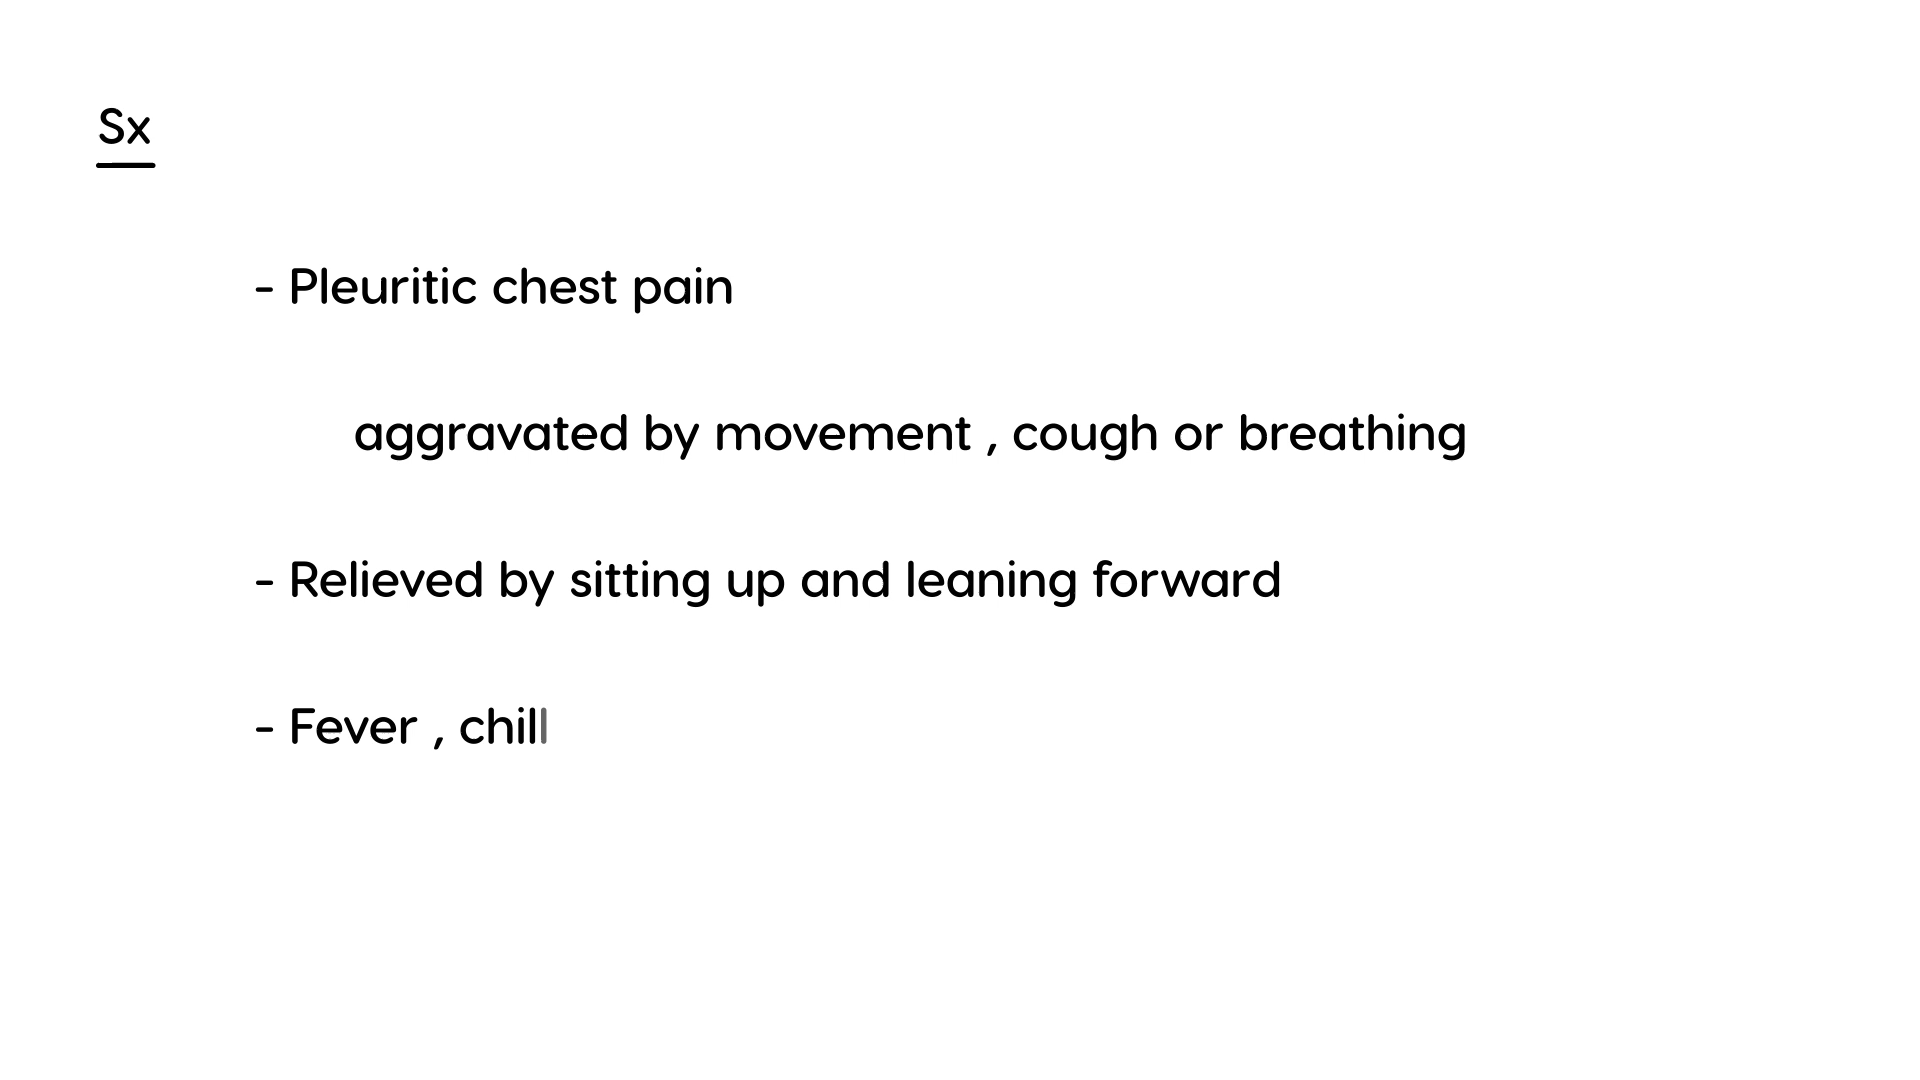 Sx
- Pleuritic chest pain
aggravated by movement , cough or breathing
- Relieved by sitting up and leaning forward
- Fever , chill